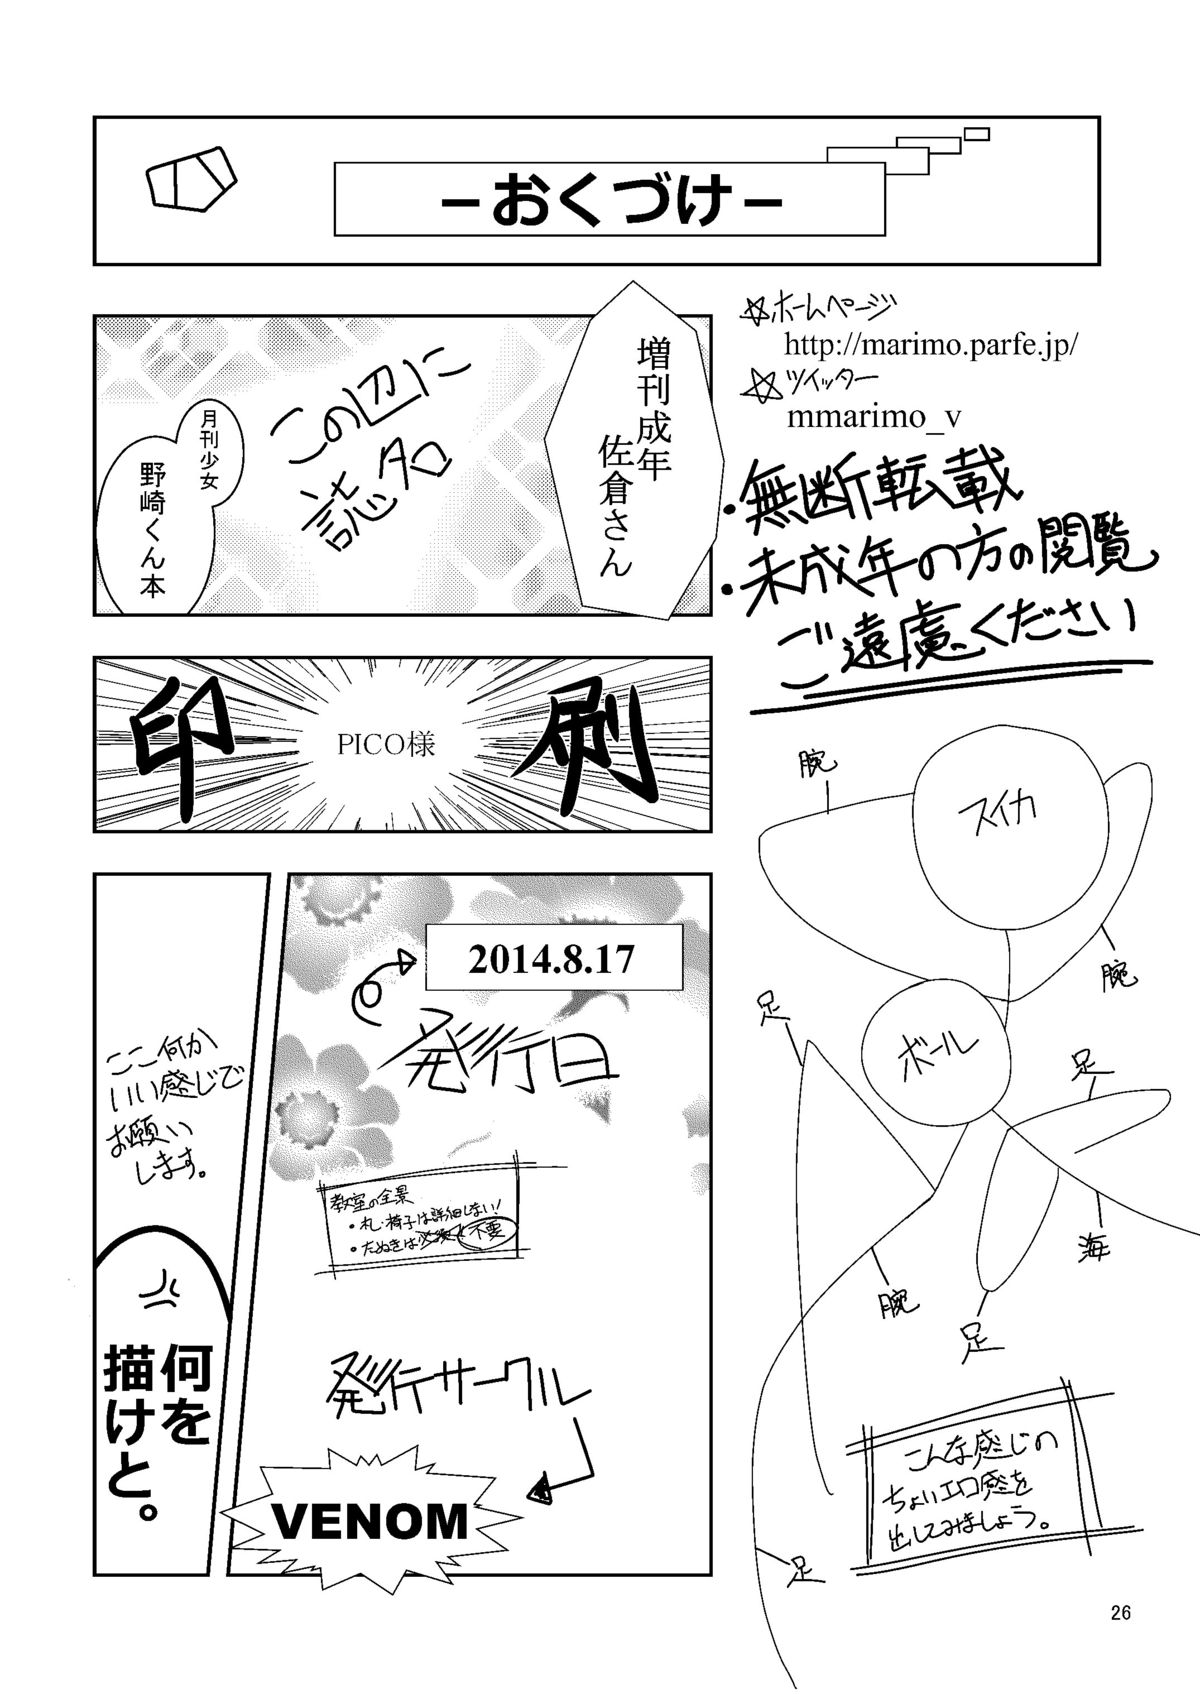 －おくづけ－
☆ホームページ
http://marimo.parfe.jp/
☆ツイッター
mmarimo_v
・無断転載
・未成年の方の閲覧
ご遠慮ください
増刊成年
佐倉さん
この凶に
誌名
月刊少女
野崎くん本
印刷
PICO様
2014.8.17
発行日
教室の全景
・札・椅子は詳細しまい!
・たぬきは
不要
発行サークル
VENOM
ここ何か
いい感じで
お願い
します。
何を
描けと。
腕
スイカ
腕
足
ボール
足
海
腕
足
こんな感じの
ちょいエロ感を
出してみましょう。
足
26